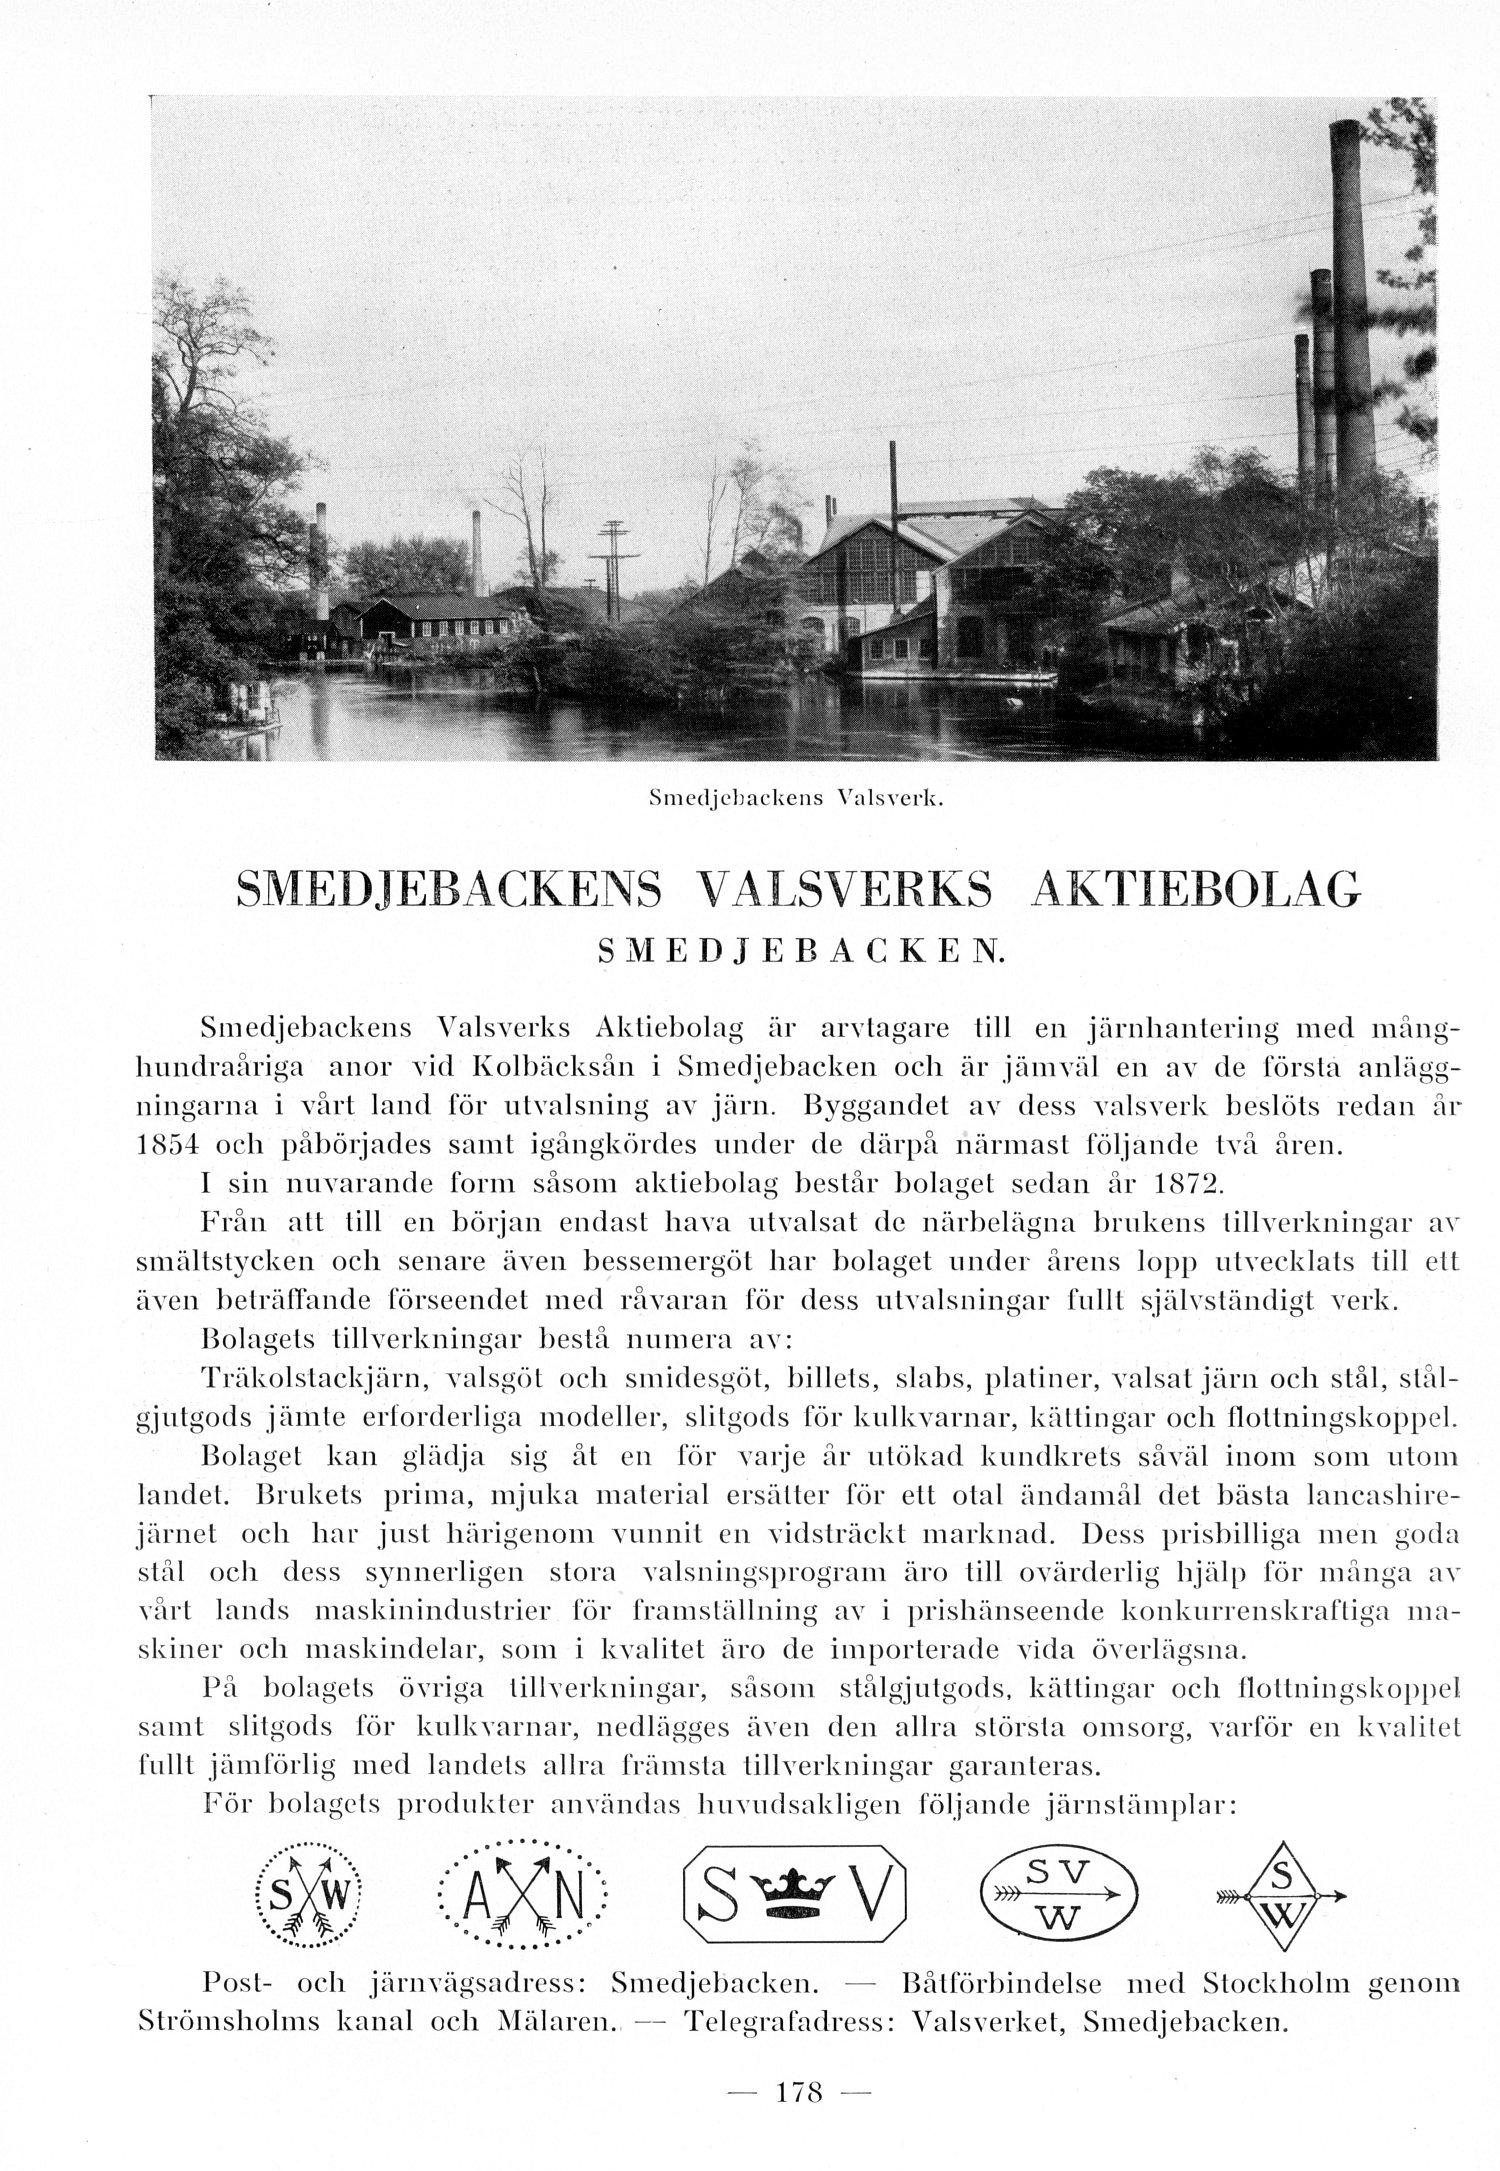 Smedjebackens Valsverk.
SMEDJEBACKENS VALSVERKS AKTIEBOLAG
SMEDJEBACKEN.
Smedjebackens Valsverks Aktiebolag är arvtagare till en järnhantering med mång-
hundraåriga anor vid Kolbäcksån i Smedjebacken och är jämväl en av de första anlägg-
ningarna i vårt land för utvalsning av järn. Byggandet av dess valsverk beslöts redan år
1854 och påbörjades samt igångkördes under de därpå närmast följande två åren.
I sin nuvarande form såsom aktiebolag består bolaget sedan år 1872.
Från att till en början endast hava utvalsat de närbelägna brukens tillverkningar av
smältstycken och senare även bessemergöt har bolaget under årens lopp utvecklats till ett
även beträffande förseendet med råvaran för dess utvalsningar fullt självständigt verk.
Bolagets tillverkningar bestå numera av:
Träkolstackjärn, valsgöt och smidesgöt, billets, slabs, platiner, valsat järn och stål, stål-
gjutgods jämte erforderliga modeller, slitgods för kulkvarnar, kättingar och flottningskoppel.
Bolaget kan glädja sig åt en för varje år utökad kundkrets såväl inom som utom
landet. Brukets prima, mjuka material ersätter för ett otal ändamål det bästa lancashire-
järnet och har just härigenom vunnit en vidsträckt marknad. Dess prisbilliga men goda
stål och dess synnerligen stora valsningsprogram äro till ovärderlig hjälp för många av
vårt lands maskinindustrier för framställning av i prishänseende konkurrenskraftiga ma-
skiner och maskindelar, som i kvalitet äro de importerade vida överlägsna.
På bolagets övriga tillverkningar, såsom stålgjutgods, kättingar och flottningskoppel
samt slitgods för kulkvarnar, nedlägges även den allra största omsorg, varför en kvalitet
fullt jämförlig med landets allra främsta tillverkningar garanteras.
För bolagets produkter användas huvudsakligen följande järnstämplar:
S W
A N
S V
S V
W
S
W
Post- och järnvägsadress: Smedjebacken. — Båtförbindelse med Stockholm genom
Strömsholms kanal och Mälaren. — Telegrafadress: Valsverket, Smedjebacken.
— 178 —